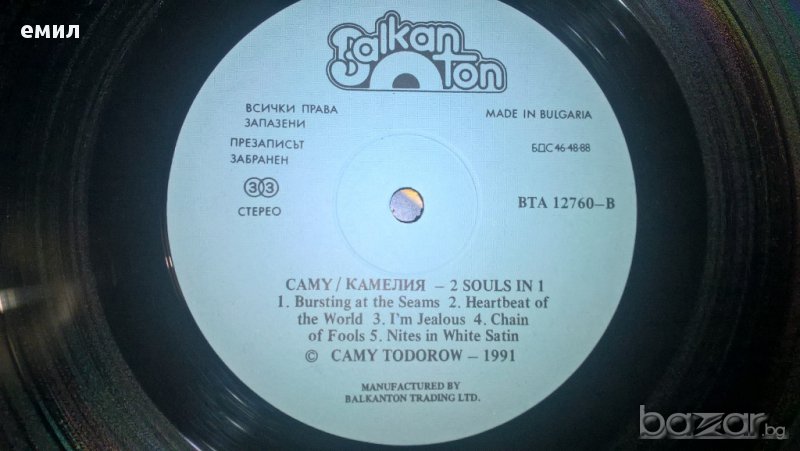 емил
Balkanton
ВСИЧКИ ПРАВА
ЗАПАЗЕНИ
MADE IN BULGARIA
ПРЕЗАПИСЪТ
ЗАБРАНЕН
БДС 46-48-88
33
СТЕРЕО
ВТА 12760–В
CAMY / КАМЕЛИЯ – 2 SOULS IN 1
1. Bursting at the Seams 2. Heartbeat of
the World 3. I'm Jealous 4. Chain
of Fools 5. Nites in White Satin
© CAMY TODOROW – 1991
MANUFACTURED BY
BALKANTON TRADING LTD.
bazar.bg